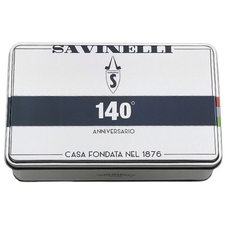 SAVINELLI
S
140°
ANNIVERSARIO
CASA FONDATA NEL 1876